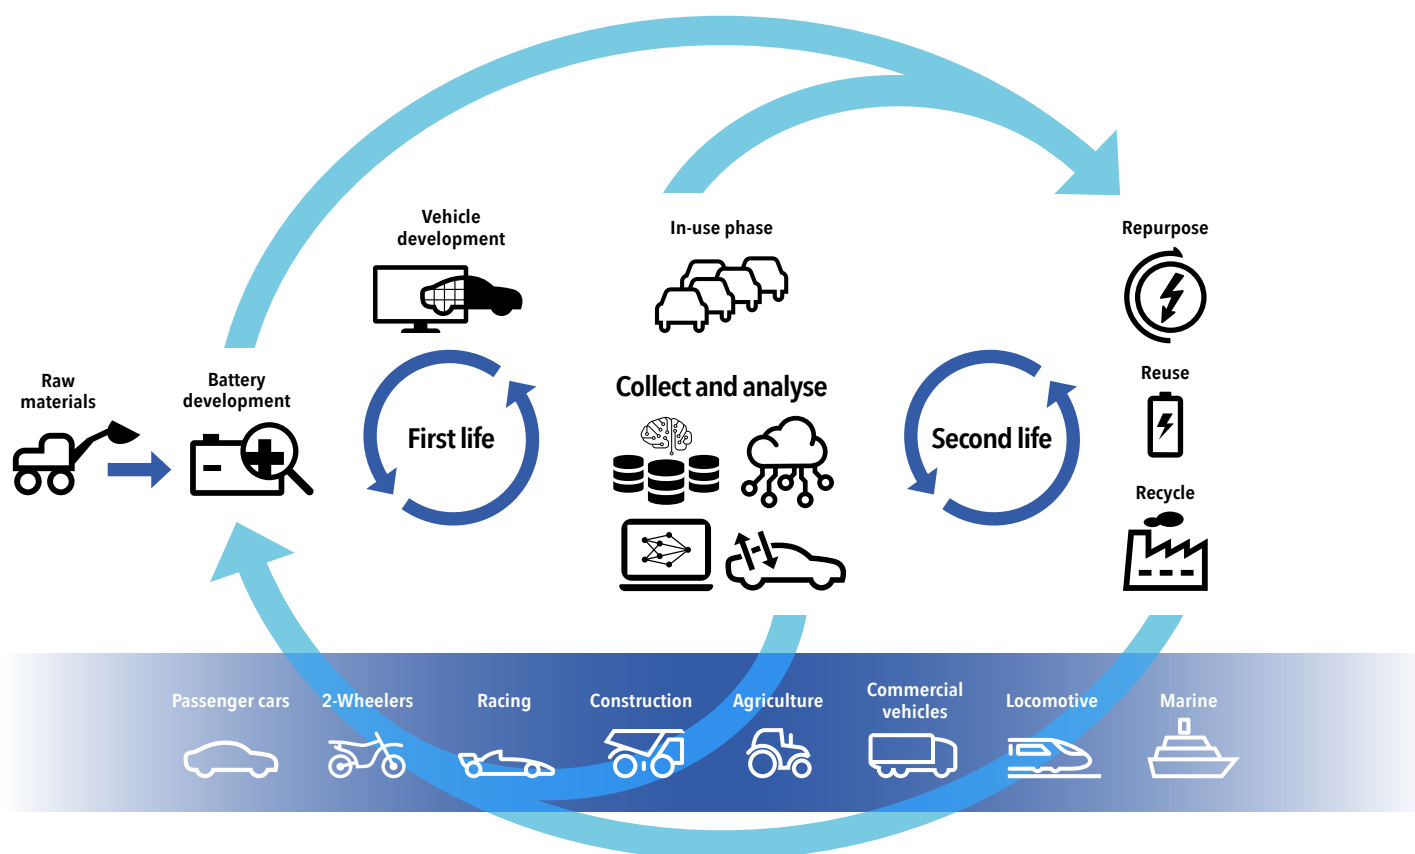 Vehicle
development
In-use phase
Repurpose
Raw
materials
Battery
development
First life
Collect and analyse
Second life
Reuse
Recycle
Passenger cars
2-Wheelers
Racing
Construction
Agriculture
Commercial
vehicles
Locomotive
Marine